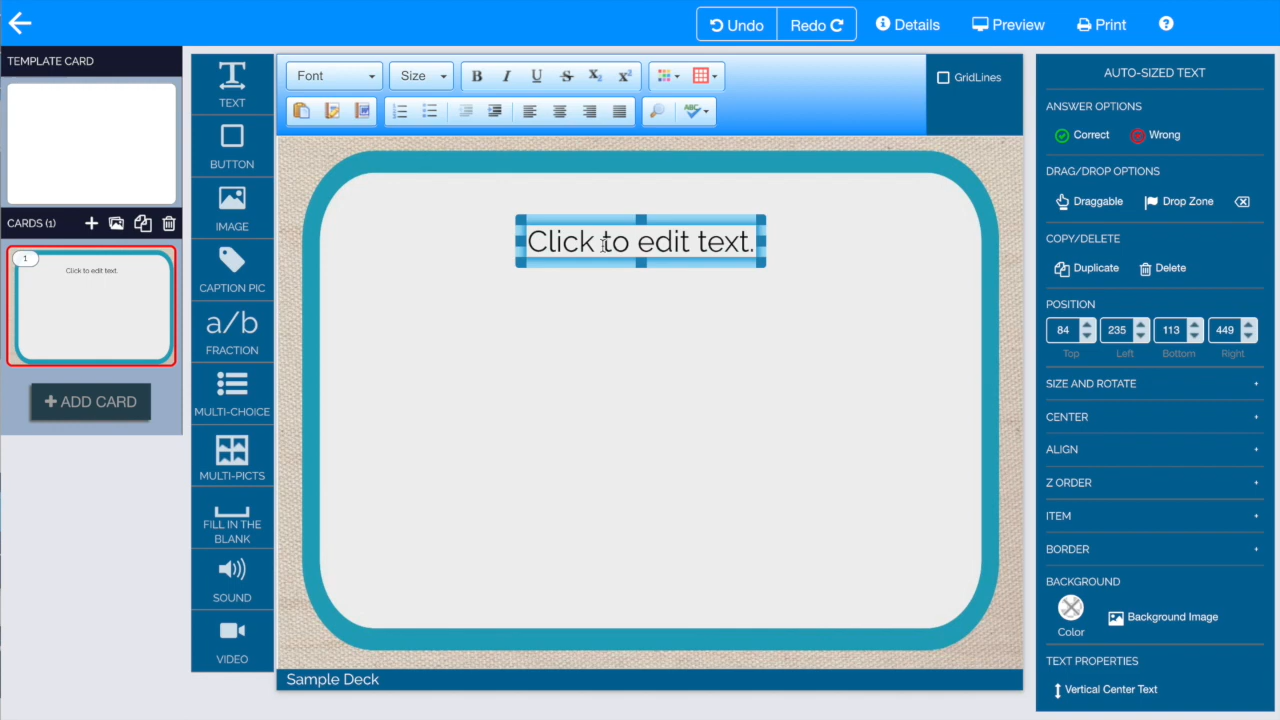 Undo
Redo
Details
Preview
Print
TEMPLATE CARD
CARDS (1)
1
Click to edit text.
ADD CARD
TEXT
BUTTON
IMAGE
CAPTION PIC
a/b
FRACTION
MULTI-CHOICE
MULTI-PICTS
FILL IN THE
BLANK
SOUND
VIDEO
Font
Size
B I U S X₂ X²
ABC
GridLines
Click to edit text.
Sample Deck
AUTO-SIZED TEXT
ANSWER OPTIONS
Correct Wrong
DRAG/DROP OPTIONS
Draggable Drop Zone
COPY/DELETE
Duplicate Delete
POSITION
84 235 113 449
Top Left Bottom Right
SIZE AND ROTATE +
CENTER +
ALIGN +
Z ORDER +
ITEM +
BORDER +
BACKGROUND
Color
Background Image
TEXT PROPERTIES
Vertical Center Text